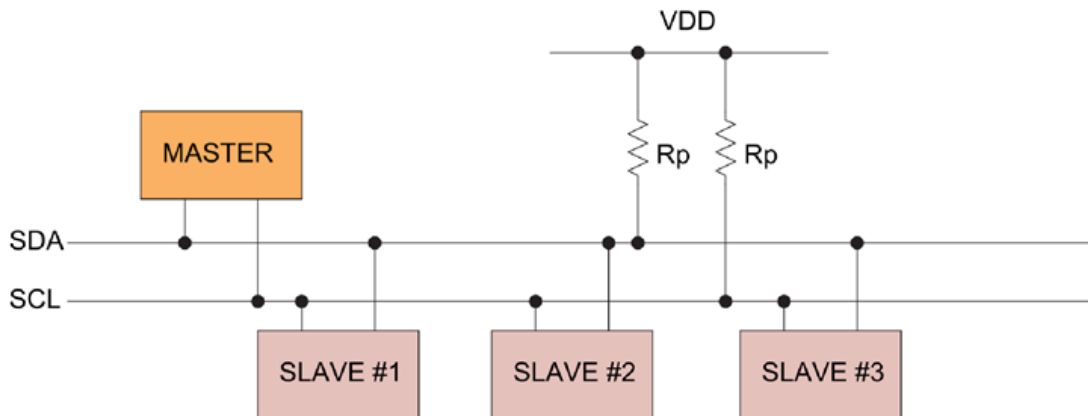 VDD
MASTER
Rp
Rp
SDA
SCL
SLAVE #1
SLAVE #2
SLAVE #3